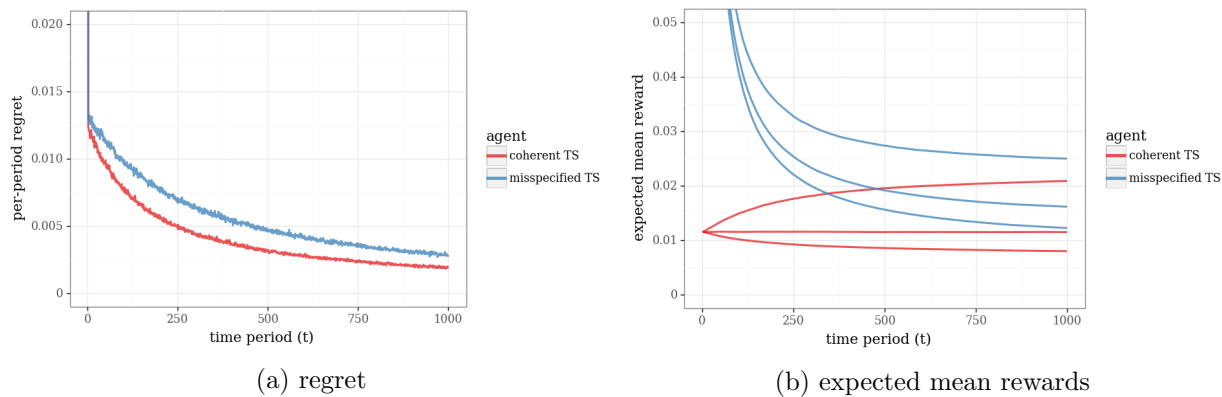 0.020
0.015
0.010
0.005
0
per-period regret
0
250
500
750
1000
time period (t)
agent
coherent TS
misspecified TS
(a) regret
0.05
0.04
0.03
0.02
0.01
0
expected mean reward
0
250
500
750
1000
time period (t)
agent
coherent TS
misspecified TS
(b) expected mean rewards